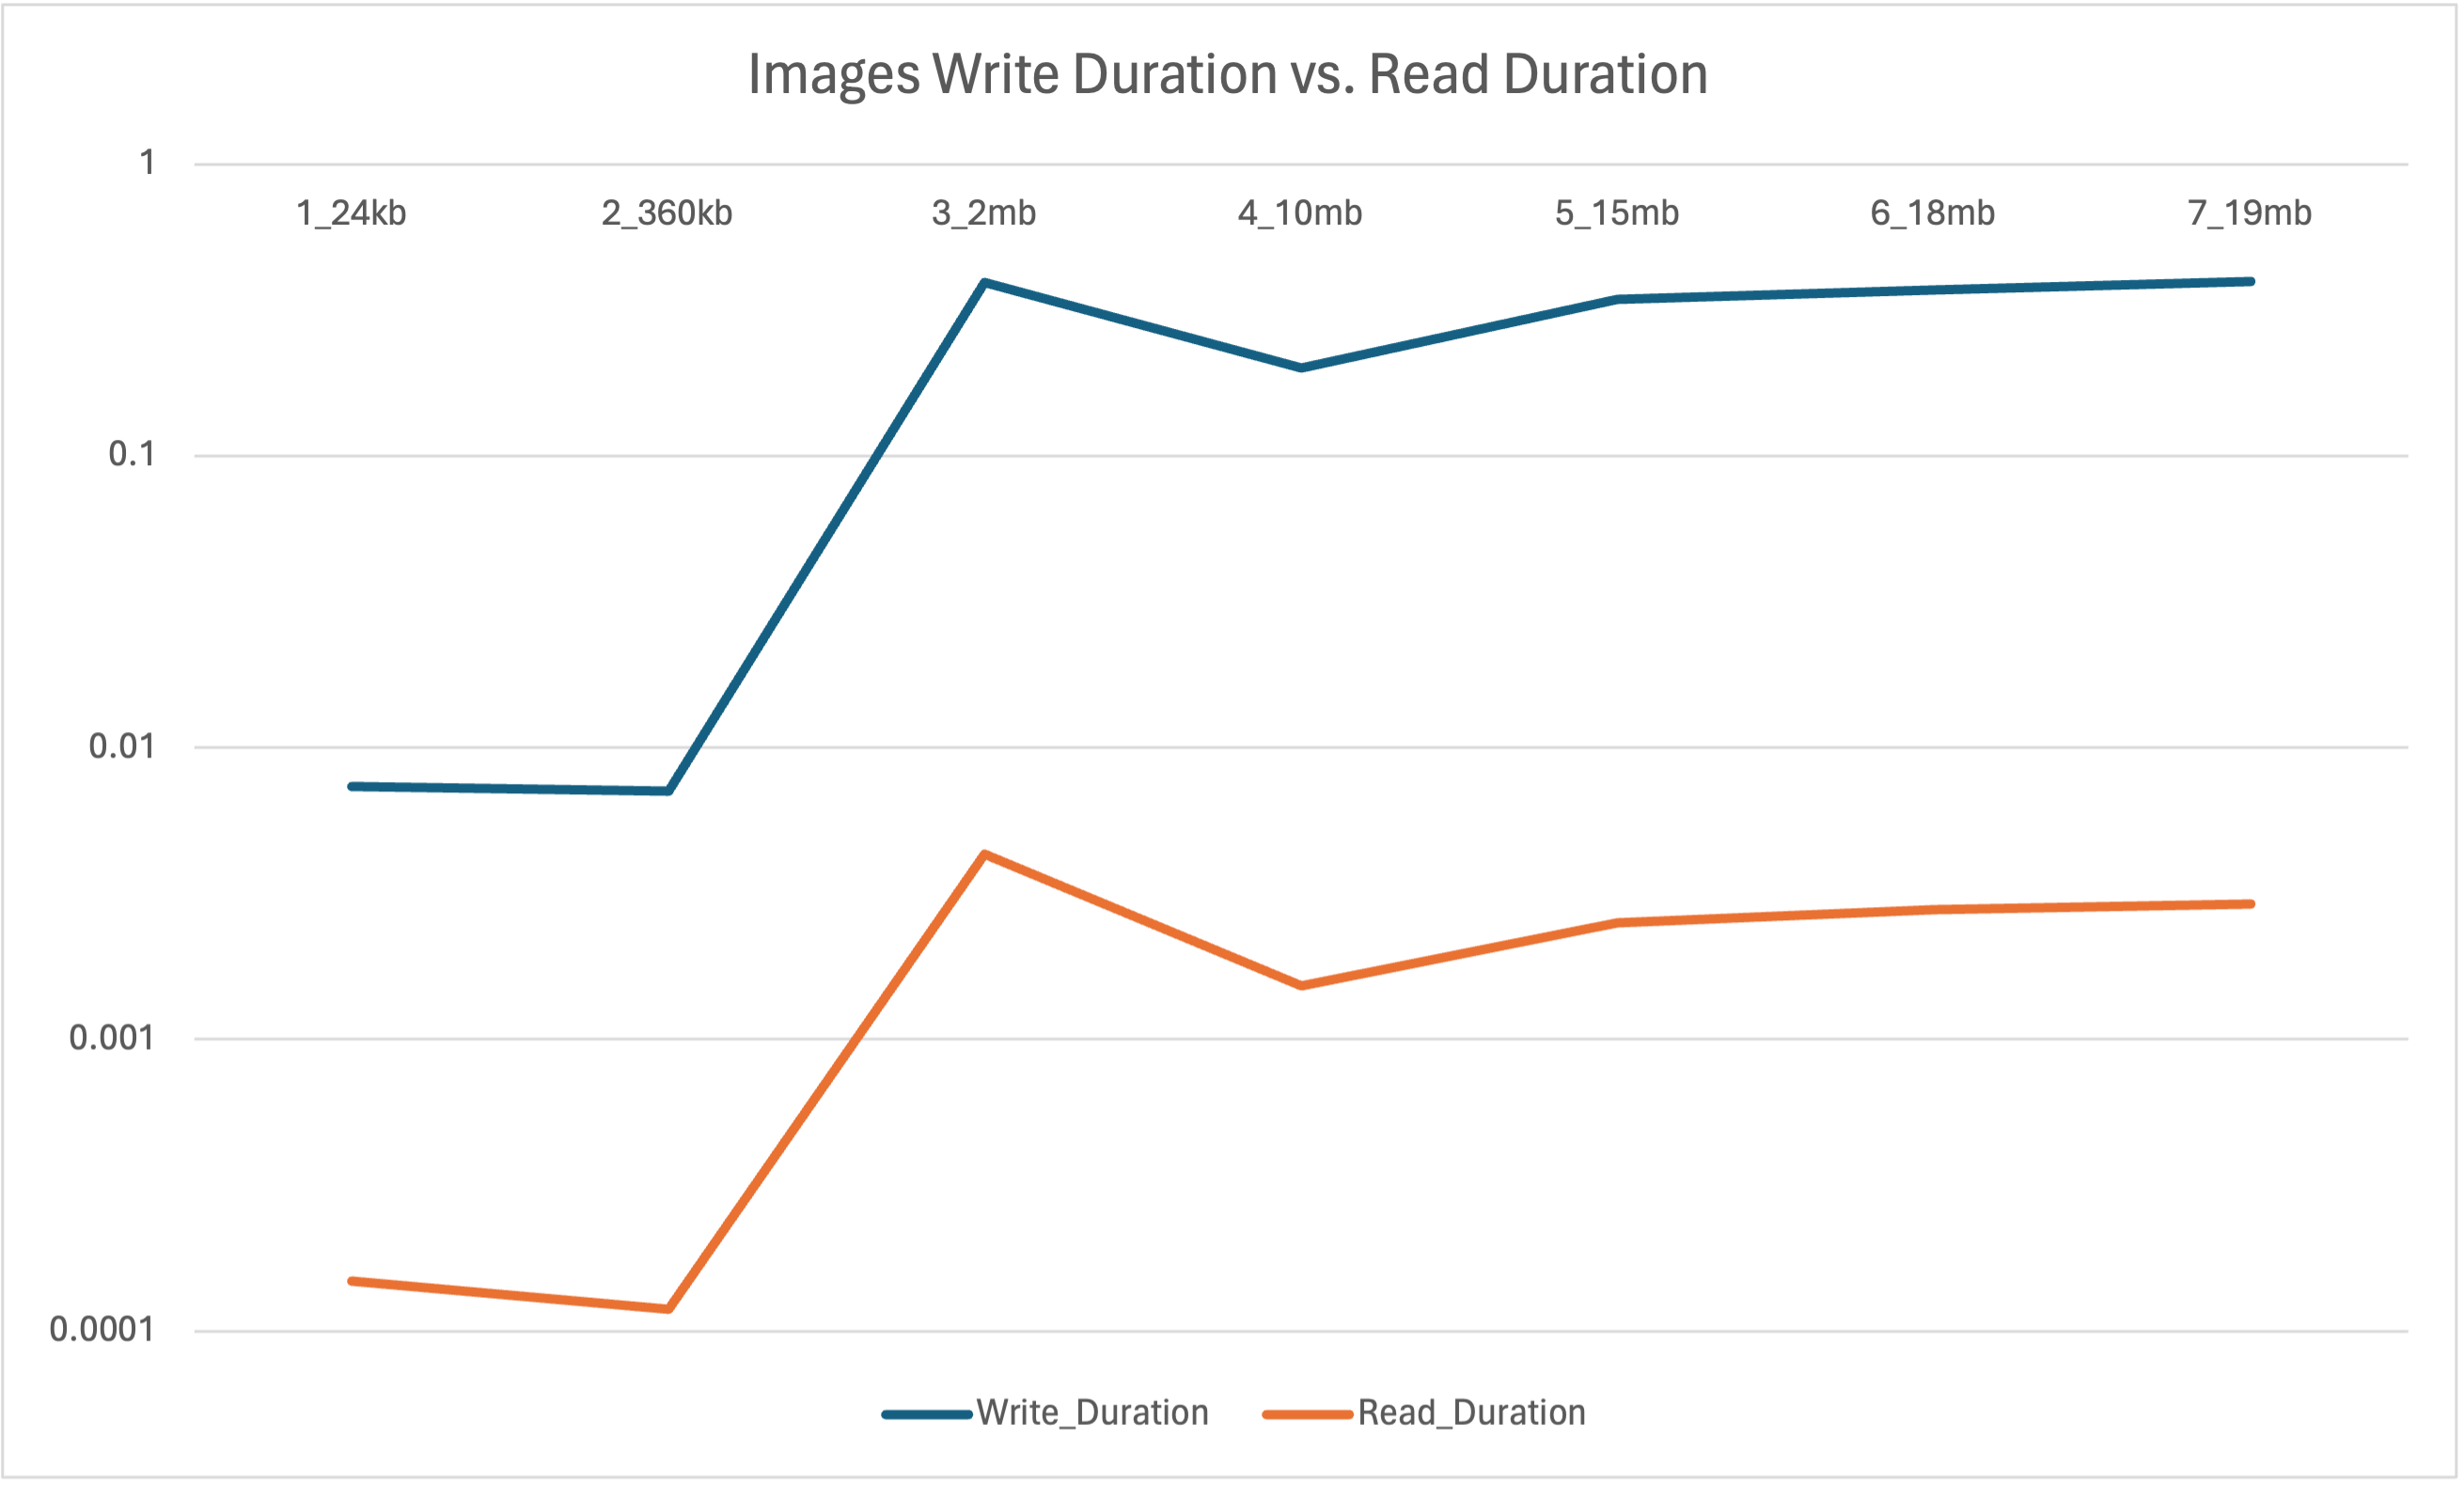 Images Write Duration vs. Read Duration
1
1_24kb 2_360kb 3_2mb 4_10mb 5_15mb 6_18mb 7_19mb
0.1
0.01
0.001
0.0001
Write_Duration Read_Duration